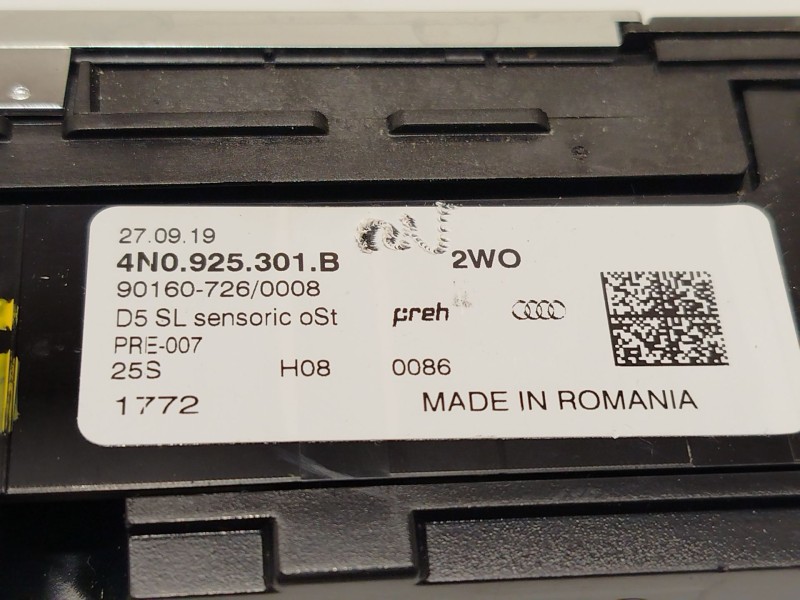 27.09.19
4N0.925.301.B 2WO
90160-726/0008
D5 SL sensoric oSt preh
PRE-007
25S H08 0086
1772 MADE IN ROMANIA